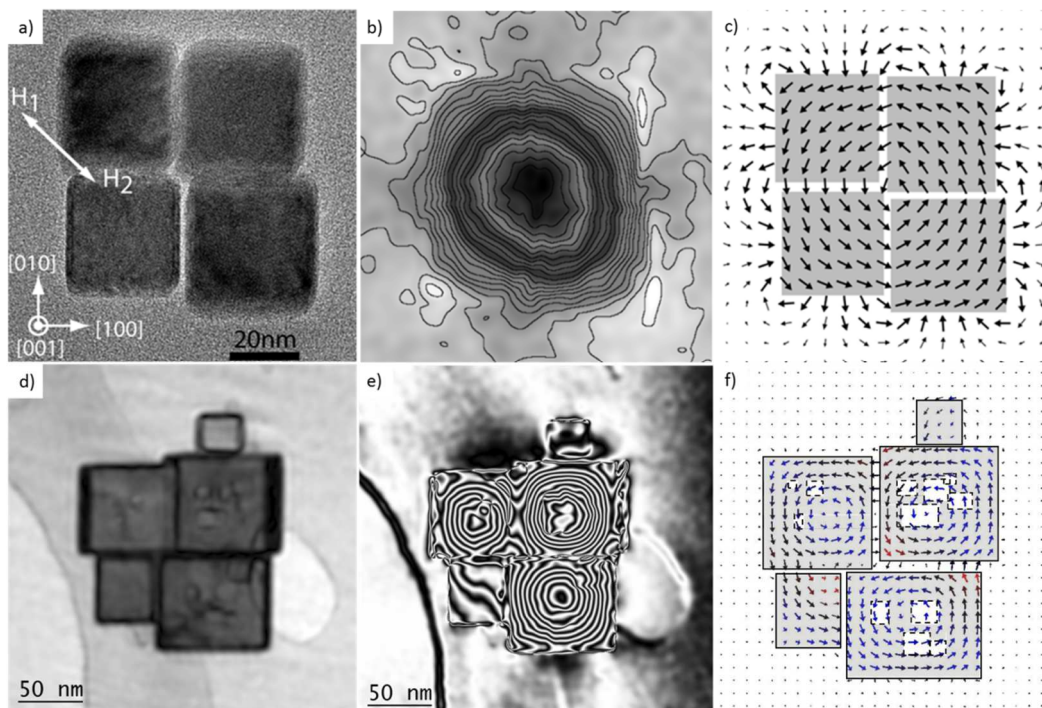 a)
H₁
H₂
[010]
[100]
[001]
20nm
b)
c)
d)
50 nm
e)
50 nm
f)